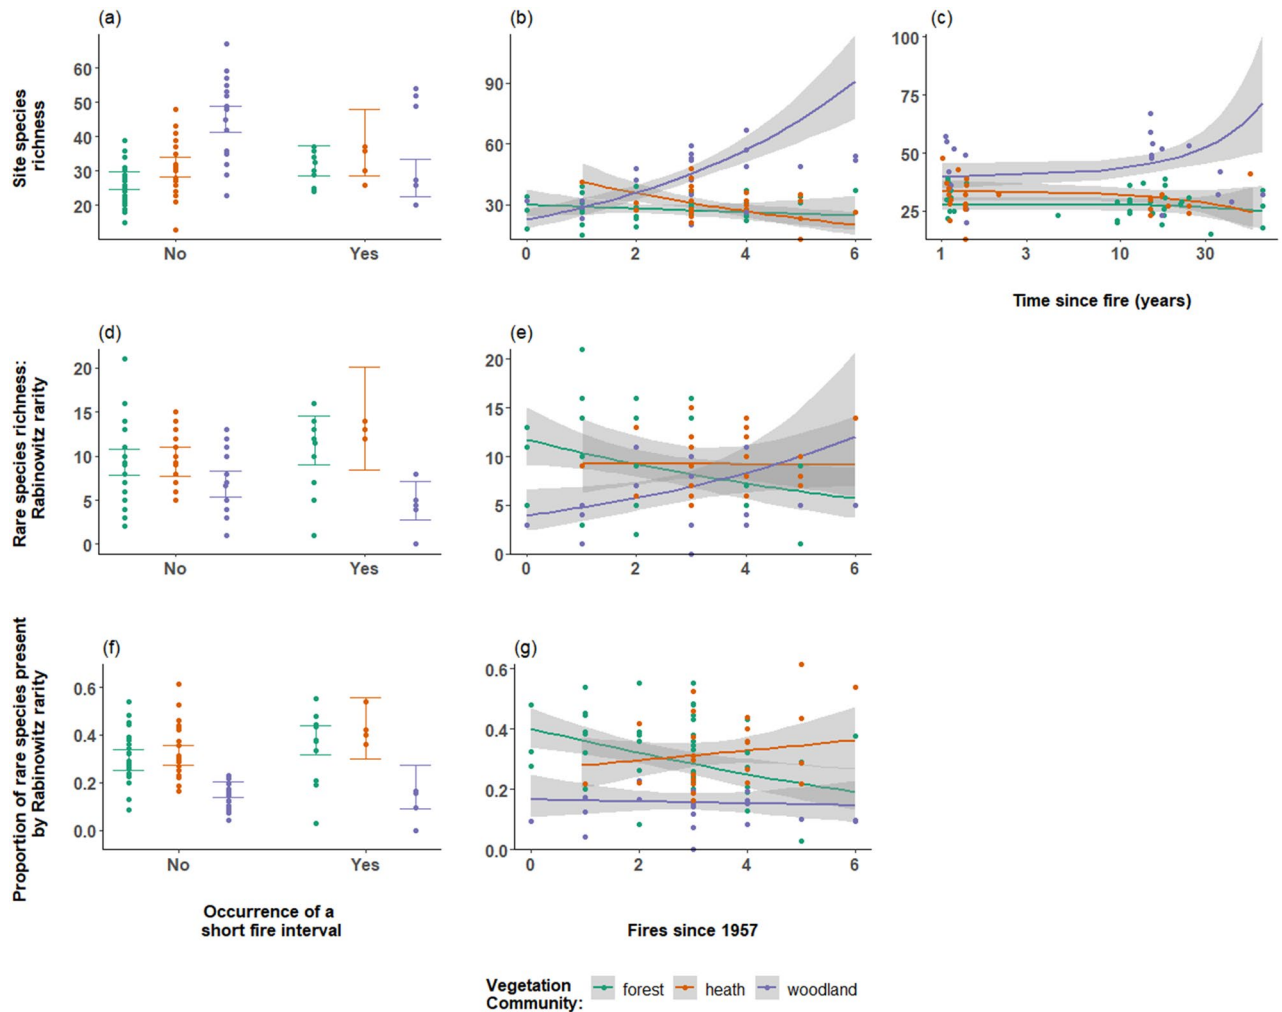 (a)
(b)
(c)
Site species
richness
60
50
40
30
20
No
Yes
90
60
30
0
2
4
6
100
75
50
25
1
3
10
30
Time since fire (years)
(d)
(e)
Rare species richness:
Rabinowitz rarity
20
15
10
5
0
No
Yes
20
15
10
5
0
0
2
4
6
(f)
(g)
Proportion of rare species present
by Rabinowitz rarity
0.6
0.4
0.2
0.0
No
Yes
0.6
0.4
0.2
0.0
0
2
4
6
Occurrence of a
short fire interval
Fires since 1957
Vegetation
Community:
forest
heath
woodland